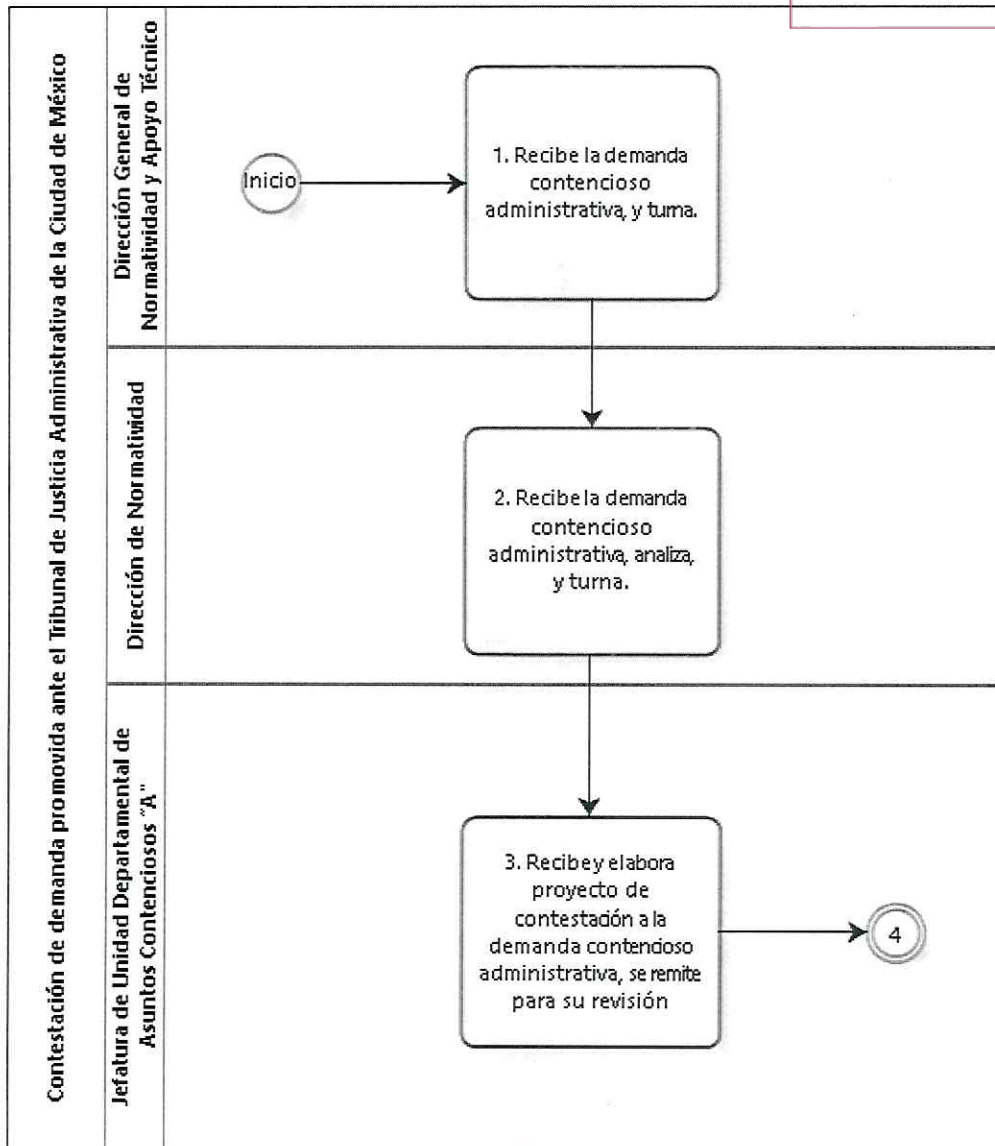 Contestación de demanda promovida ante el Tribunal de Justicia Administrativa de la Ciudad de México
Dirección General de
Normatividad y Apoyo Técnico
Inicio
1. Recibe la demanda
contencioso
administrativa, y turna.
Dirección de Normatividad
2. Recibe la demanda
contencioso
administrativa, analiza,
y turna.
Jefatura de Unidad Departamental de
Asuntos Contenciosos "A"
3. Recibe y elabora
proyecto de
contestación a la
demanda contencioso
administrativa, se remite
para su revisión
4